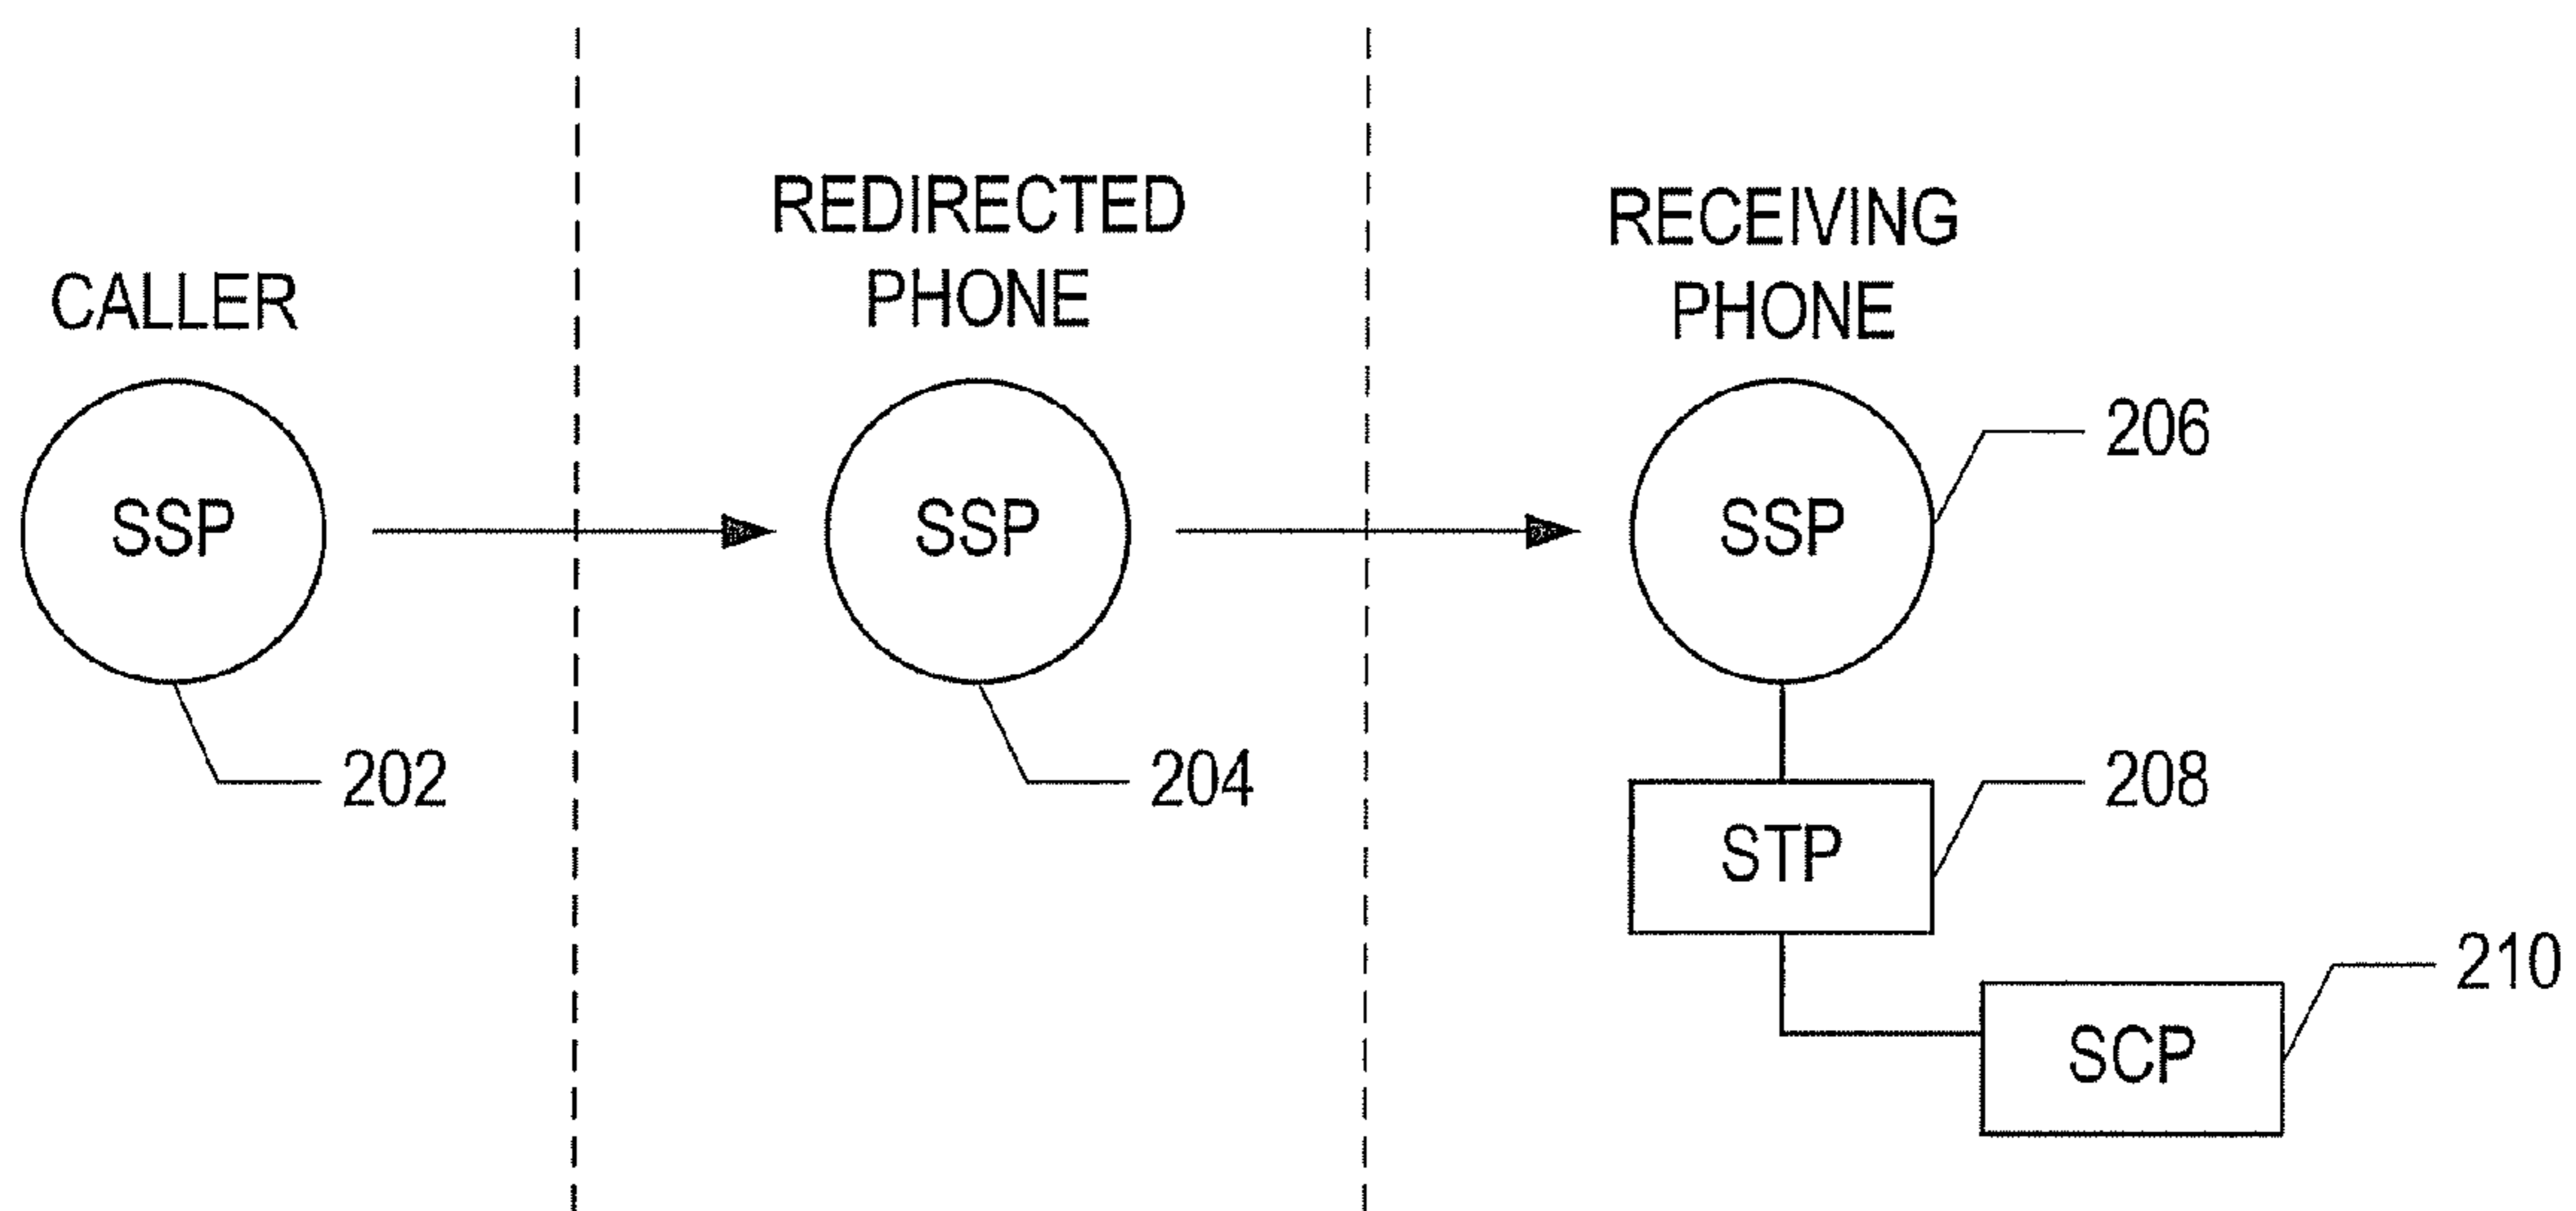 CALLER
SSP
202
REDIRECTED
PHONE
SSP
204
RECEIVING
PHONE
SSP
206
STP
208
SCP
210